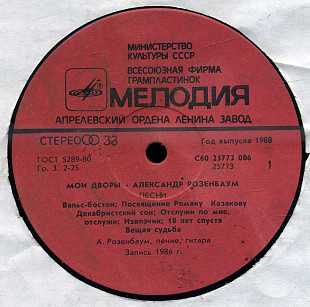 МИНИСТЕРСТВО
КУЛЬТУРЫ СССР
ВСЕСОЮЗНАЯ ФИРМА
ГРАМПЛАСТИНОК
МЕЛОДИЯ
АПРЕЛЕВСКИЙ ОРДЕНА ЛЕНИНА ЗАВОД
СТЕРЕО 33
Год выпуска 1988
ГОСТ 5289-80
С60 25773 006
Гр. 3. 2-25
25773
1
МОИ ДВОРЫ · АЛЕКСАНДР РОЗЕНБАУМ
ПЕСНИ
Вальс-бостон; Посвящение Роману Казакову
Декабристский сон; Отслужи по мне,
отслужи; Извозчик; 18 лет спустя
Вещая судьба
А. Розенбаум, пение, гитара
Запись 1986 г.